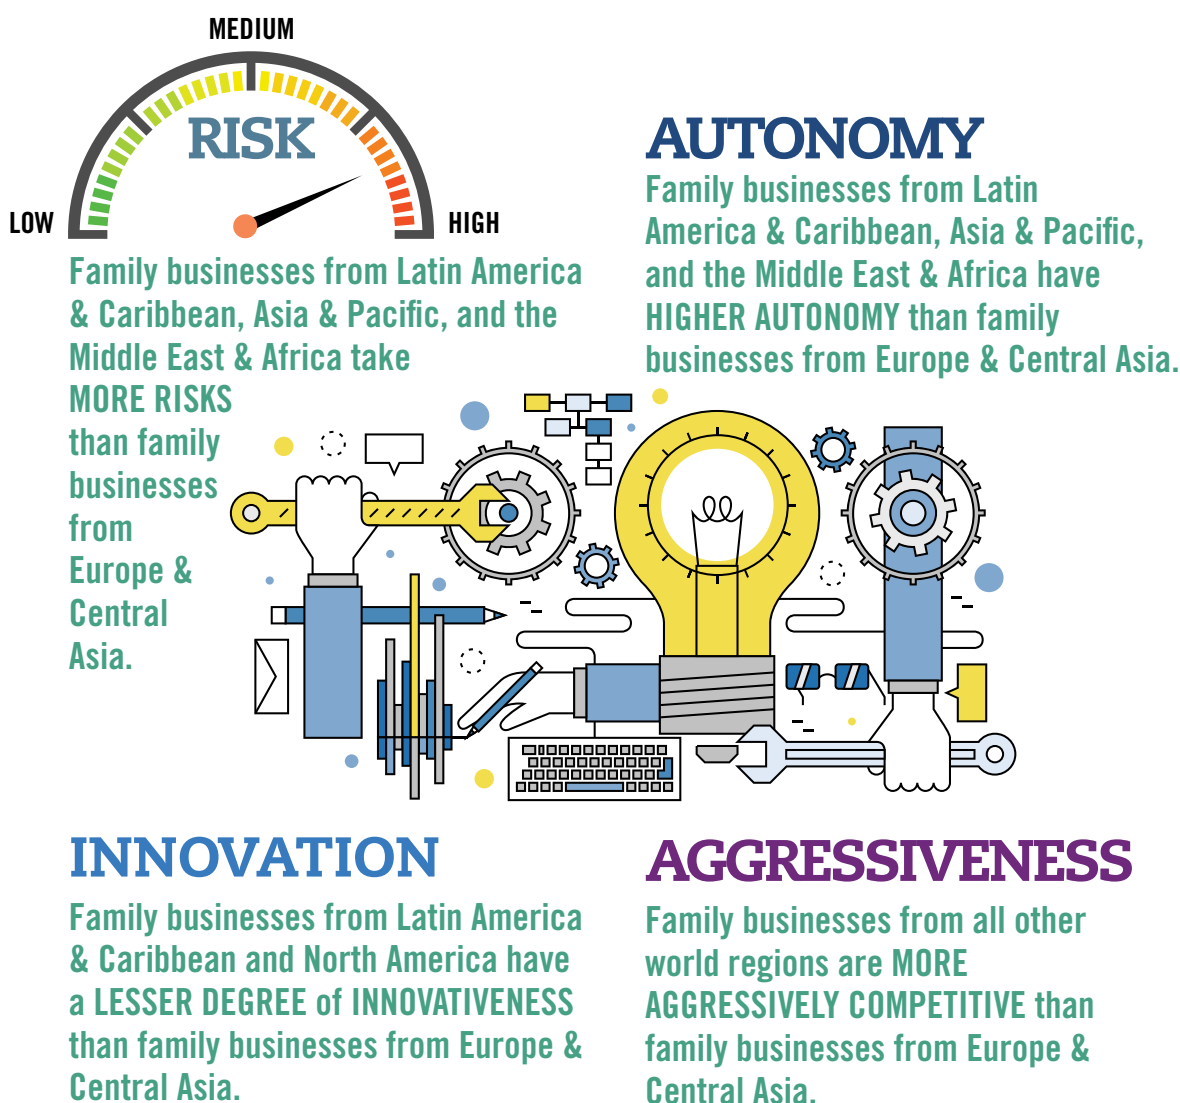 MEDIUM
RISK
LOW
HIGH
Family businesses from Latin America
& Caribbean, Asia & Pacific, and the
Middle East & Africa take
MORE RISKS
than family
businesses
from
Europe &
Central
Asia.
AUTONOMY
Family businesses from Latin
America & Caribbean, Asia & Pacific,
and the Middle East & Africa have
HIGHER AUTONOMY than family
businesses from Europe & Central Asia.
INNOVATION
Family businesses from Latin America
& Caribbean and North America have
a LESSER DEGREE of INNOVATIVENESS
than family businesses from Europe &
Central Asia.
AGGRESSIVENESS
Family businesses from all other
world regions are MORE
AGGRESSIVELY COMPETITIVE than
family businesses from Europe &
Central Asia.